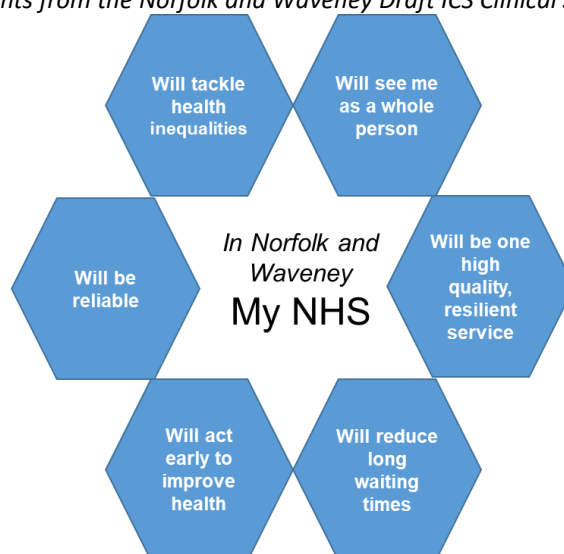 nts from the Norfolk and Waveney Draft ICS Clinical
Will tackle
health
inequalities
Will see me
as a whole
person
In Norfolk and
Waveney
My NHS
Will be one
high
quality,
resilient
service
Will be
reliable
Will act
early to
improve
health
Will reduce
long
waiting
times